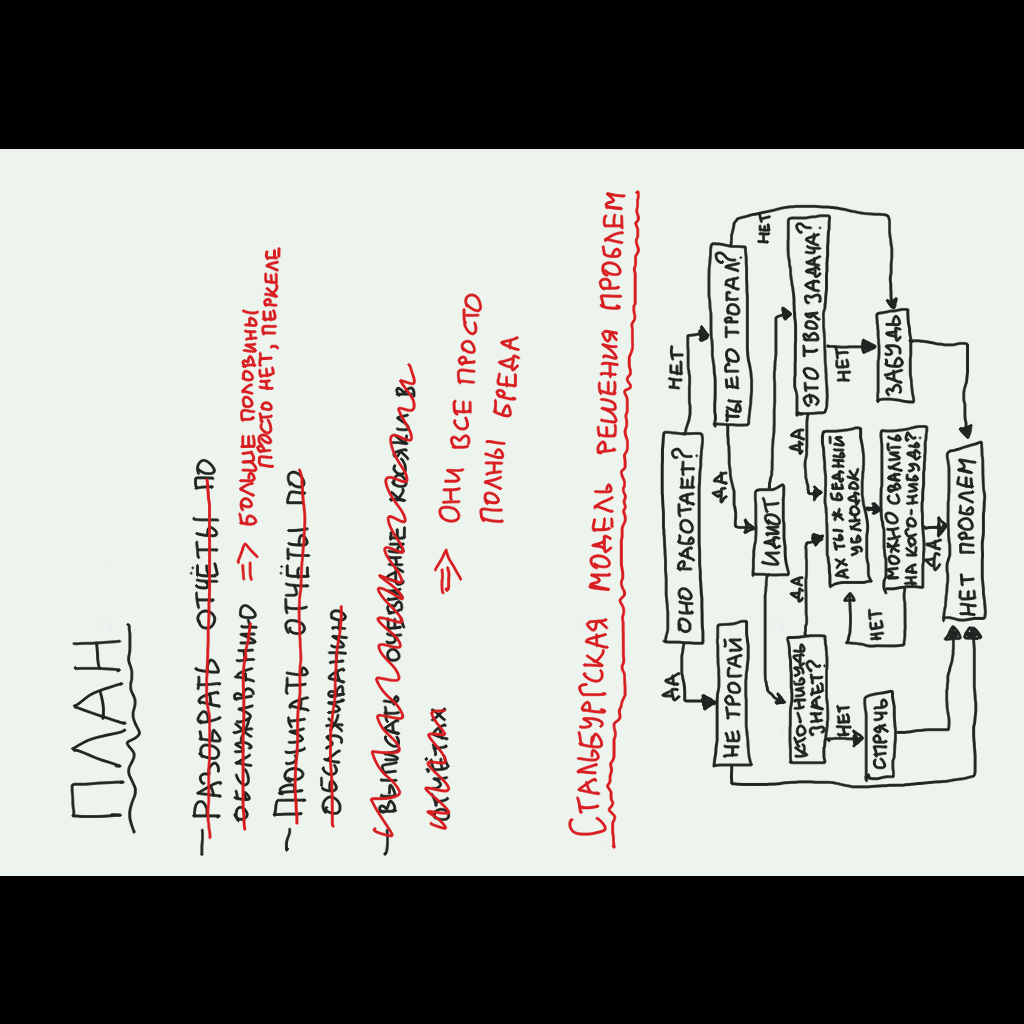 ПЛАН
— РАЗОБРАТЬ ОТЧЁТЫ ПО
ОБСЛУЖИВАНИЮ => БОЛЬШЕ ПОЛОВИНЫ
ПРОСТО НЕТ, ПЕРКЕЛЕ
— ПРОЧИТАТЬ ОТЧЁТЫ ПО
ОБСКУЖИВАНИЮ
— ВЫПИСАТЬ ОЧЕВИДНЫЕ КОСЯКИ В
ОТЧЁТАХ => ОНИ ВСЕ ПРОСТО
ПОЛНЫ БРЕДА
СТАЛЬБУРГСКАЯ МОДЕЛЬ РЕШЕНИЯ ПРОБЛЕМ
ОНО РАБОТАЕТ?
ДА
НЕТ
НЕ ТРОГАЙ
ТЫ ЕГО ТРОГАЛ?
ДА
НЕТ
ИДИОТ
КТО-НИБУДЬ
ЗНАЕТ?
ДА
ДА
ЭТО ТВОЯ ЗАДАЧА?
НЕТ
НЕТ
АХ ТЫ Ж БЕДНЫЙ
УБЛЮДОК
СПРЯЧЬ
НЕТ
МОЖНО СВАЛИТЬ
НА КОГО-НИБУДЬ?
ЗАБУДЬ
ДА
НЕТ ПРОБЛЕМ